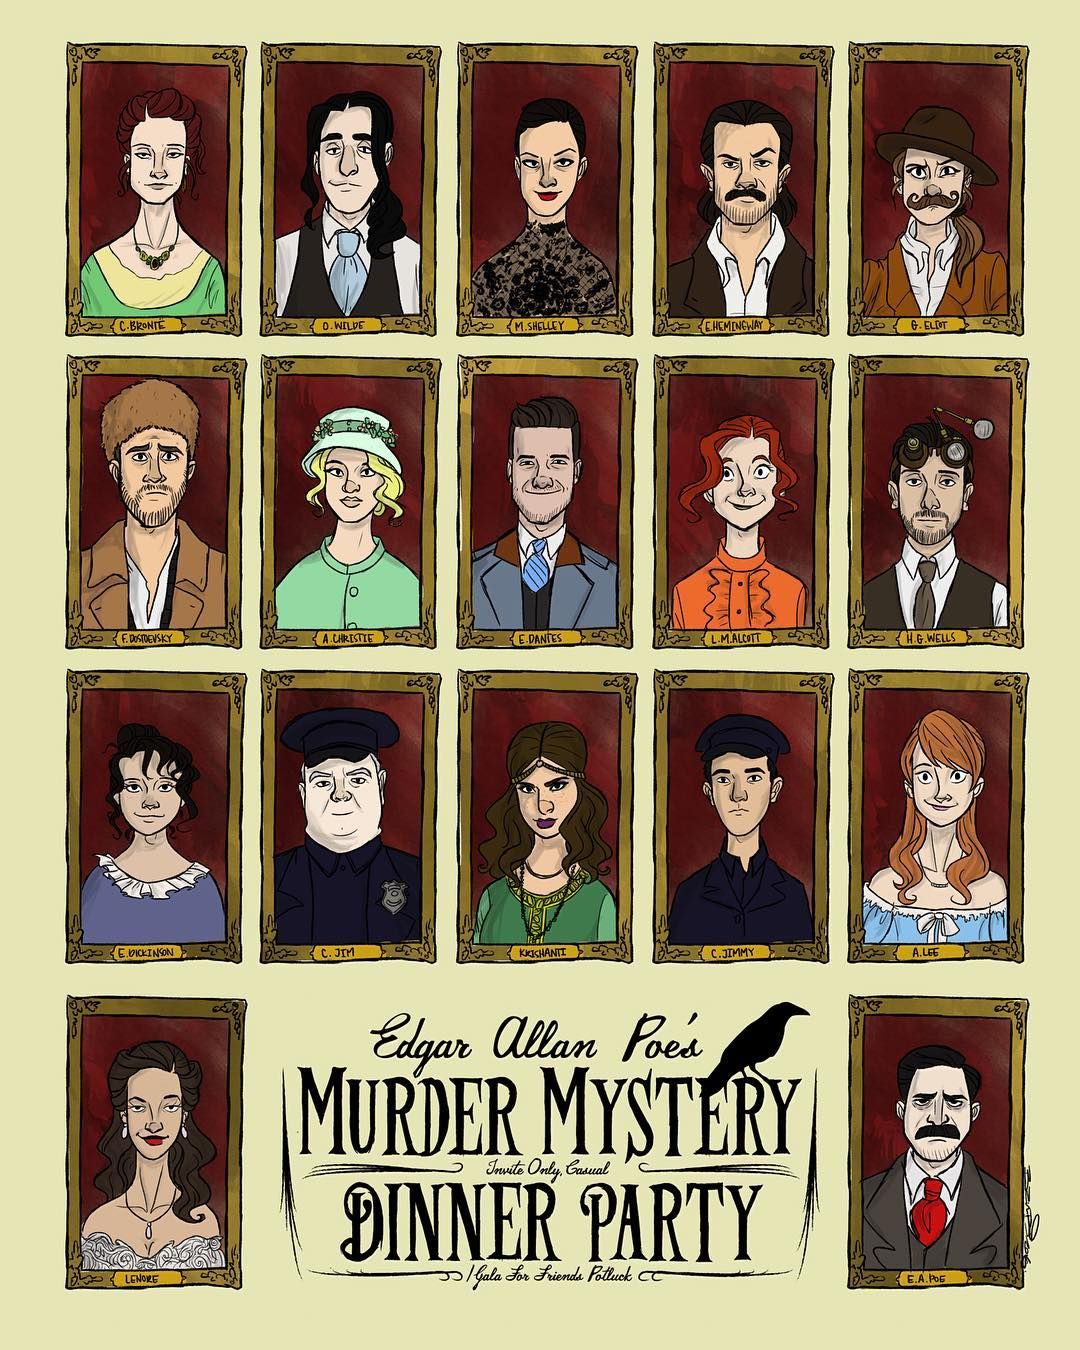 C.BRONTË
O.WILDE
M.SHELLEY
E.HEMINGWAY
G. ELIOT
F.DOSTOEVSKY
A.CHRISTIE
E.DANTES
L.M.ALCOTT
H.G.WELLS
E.DICKINSON
C. JIM
KRISHANTI
C.JIMMY
A.LEE
Edgar Allan Poe's
MURDER MYSTERY
Invite Only, Casual
DINNER PARTY
/Gala For Friends Potluck
LENORE
E.A.POE